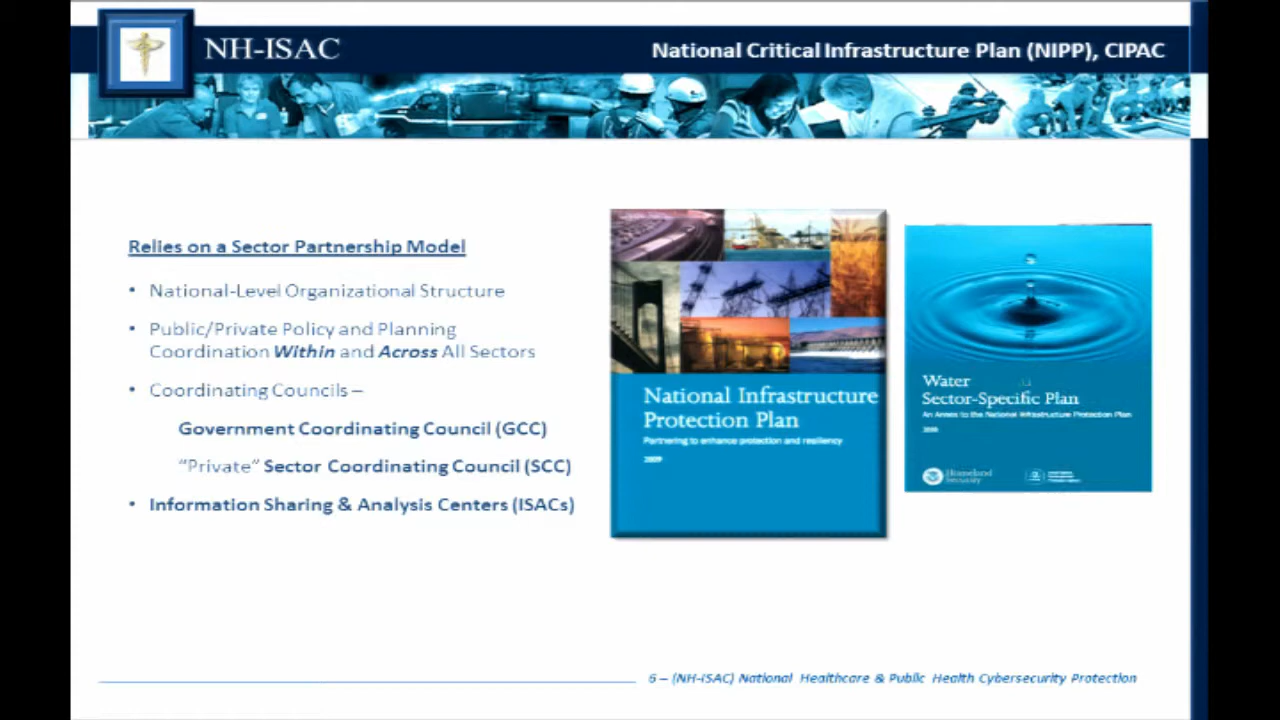 NH-ISAC
National Critical Infrastructure Plan (NIPP), CIPAC
Relies on a Sector Partnership Model
• National-Level Organizational Structure
• Public/Private Policy and Planning
Coordination Within and Across All Sectors
• Coordinating Councils –
Government Coordinating Council (GCC)
"Private" Sector Coordinating Council (SCC)
• Information Sharing & Analysis Centers (ISACs)
National Infrastructure
Protection Plan
Partnering to enhance protection and resiliency
2009
Water
Sector-Specific Plan
An Annex to the National Infrastructure Protection Plan
Homeland
Security
6 – (NH-ISAC) National Healthcare & Public Health Cybersecurity Protection